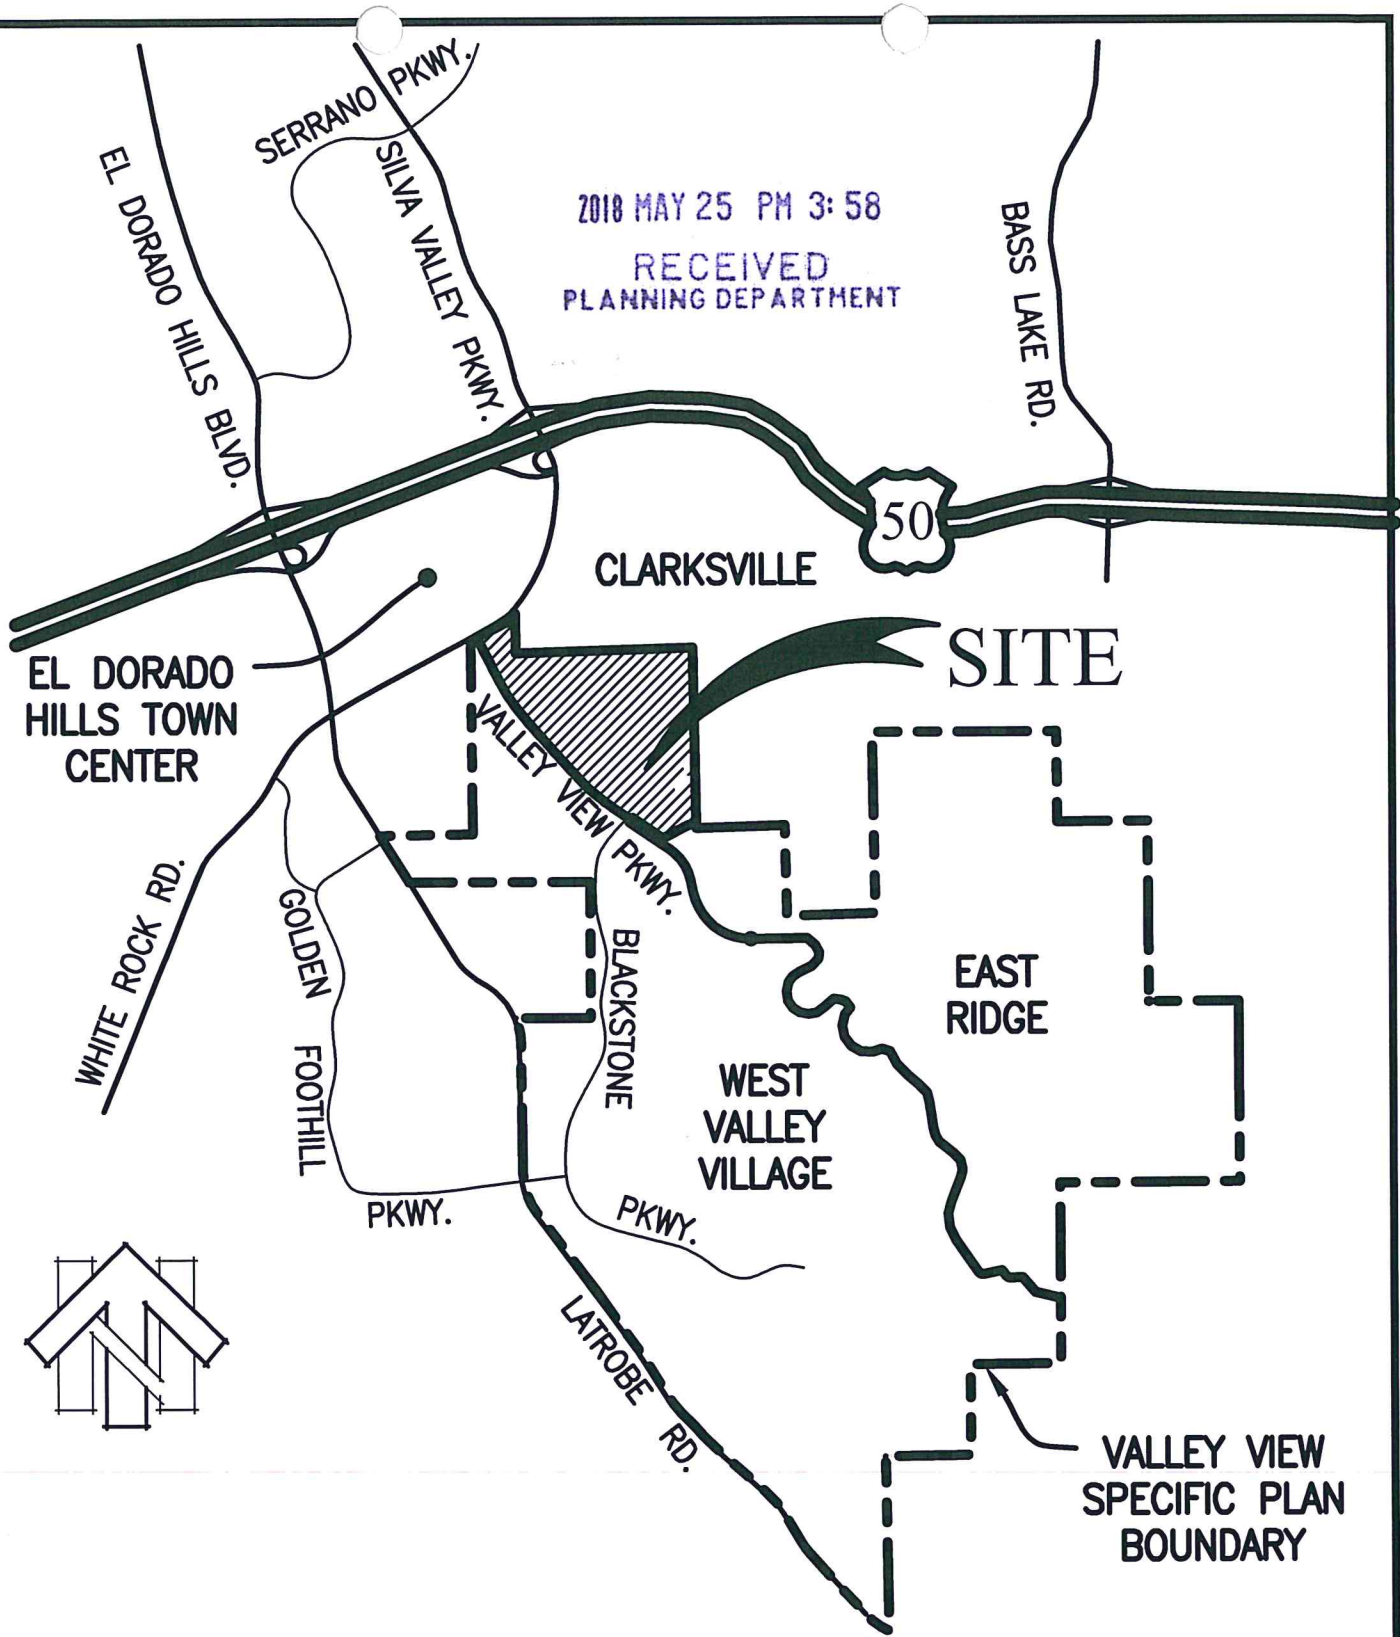 SERRANO PKWY.
EL DORADO HILLS BLVD.
SILVA VALLEY PKWY.
2018 MAY 25 PM 3:58
RECEIVED
PLANNING DEPARTMENT
BASS LAKE RD.
50
CLARKSVILLE
SITE
EL DORADO
HILLS TOWN
CENTER
VALLEY VIEW PKWY.
WHITE ROCK RD.
GOLDEN FOOTHILL
PKWY.
BLACKSTONE
PKWY.
EAST
RIDGE
WEST
VALLEY
VILLAGE
N
LATROBE RD.
VALLEY VIEW
SPECIFIC PLAN
BOUNDARY